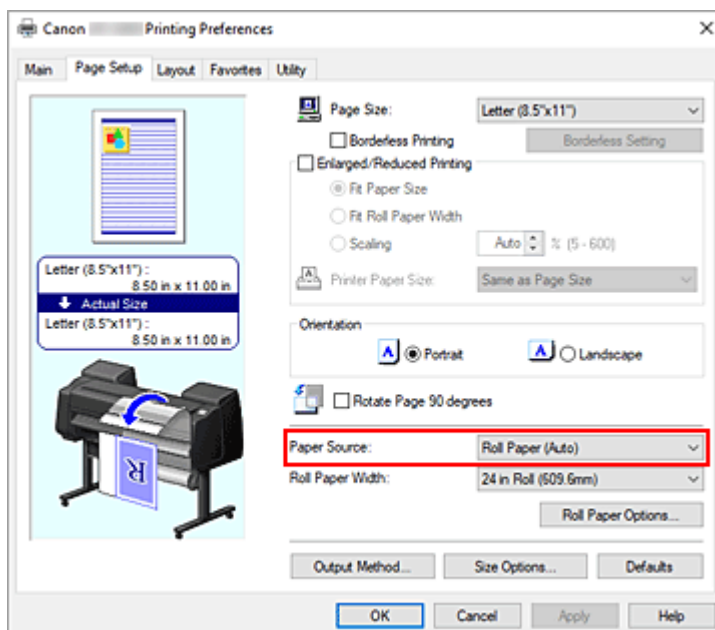 Canon Printing Preferences
Main Page Setup Layout Favorites Utility
Page Size: Letter (8.5"x11")
Borderless Printing Borderless Setting
Enlarged/Reduced Printing
Fit Paper Size
Fit Roll Paper Width
Scaling Auto % (5 - 600)
Printer Paper Size: Same as Page Size
Letter (8.5"x11") :
8.50 in x 11.00 in
Actual Size
Letter (8.5"x11") :
8.50 in x 11.00 in
Orientation
A Portrait A Landscape
Rotate Page 90 degrees
Paper Source: Roll Paper (Auto)
Roll Paper Width: 24 in Roll (609.6mm)
Roll Paper Options...
R
Output Method... Size Options... Defaults
OK Cancel Apply Help